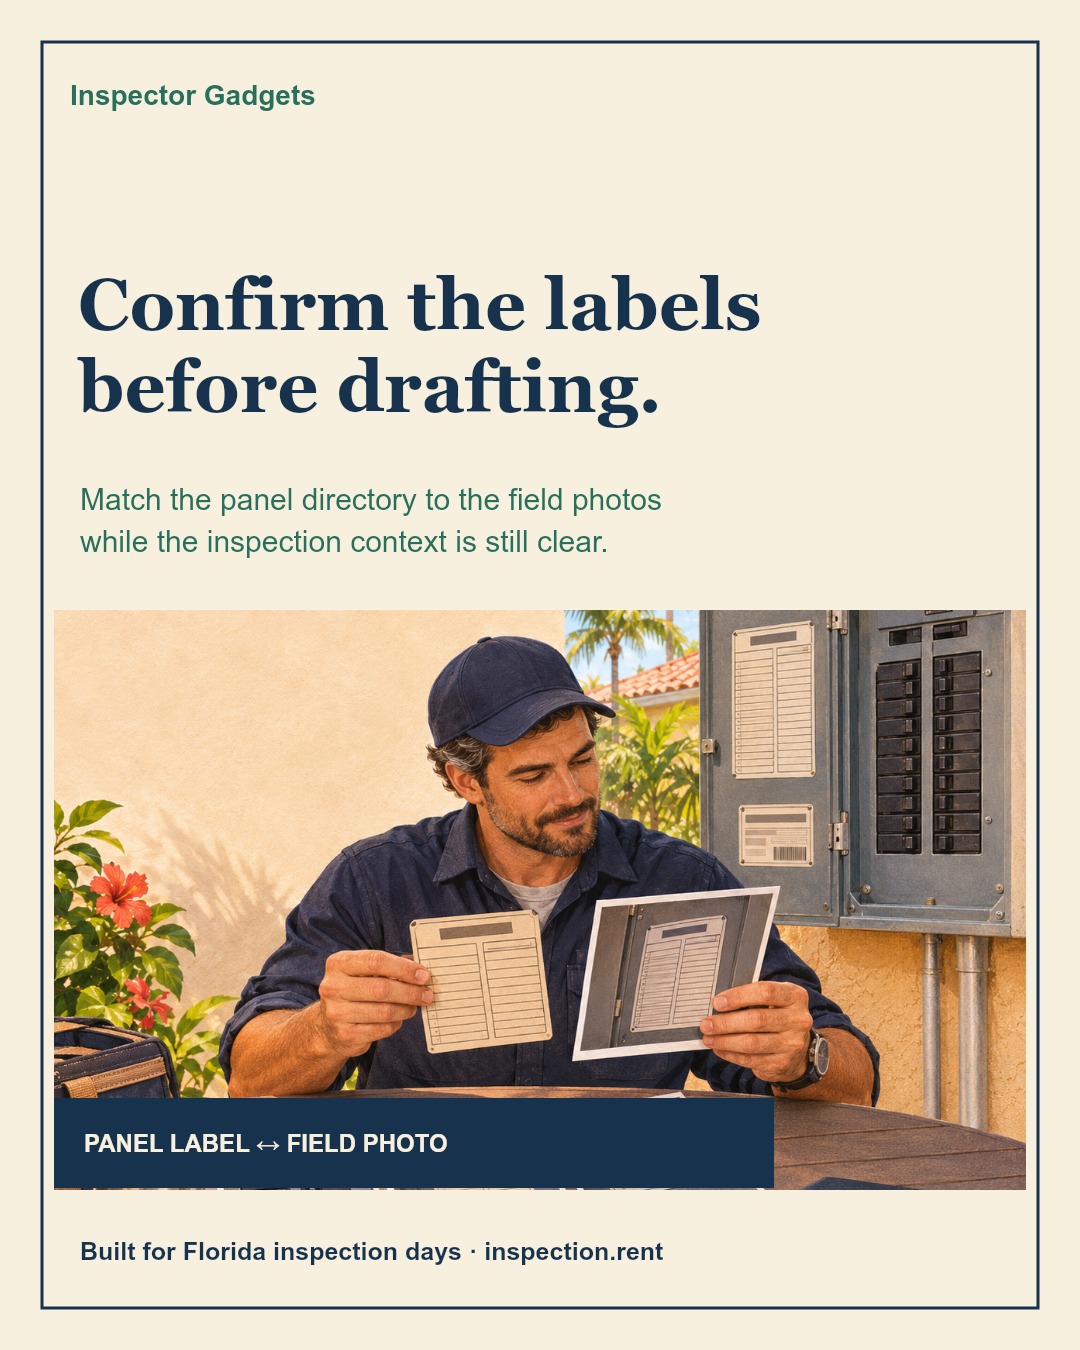 Inspector Gadgets
Confirm the labels
before drafting.
Match the panel directory to the field photos
while the inspection context is still clear.
PANEL LABEL ↔ FIELD PHOTO
Built for Florida inspection days · inspection.rent